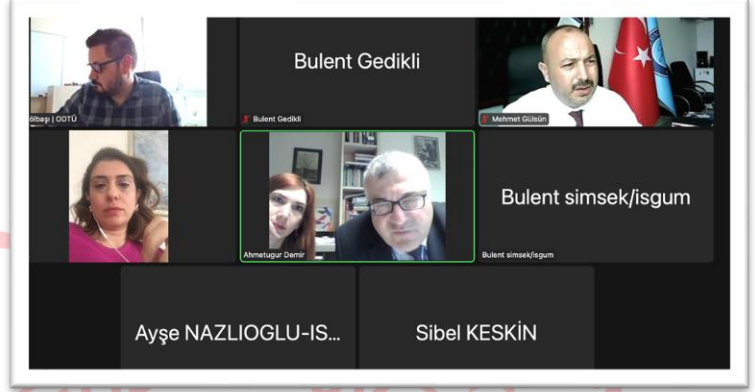 ölbaşı | ODTÜ
Bulent Gedikli
Bulent Gedikli
Mehmet Gülsün
Ahmetugur Demir
Bulent simsek/isgum
Bulent simsek/isgum
Ayşe NAZLIOGLU-IS...
Sibel KESKİN